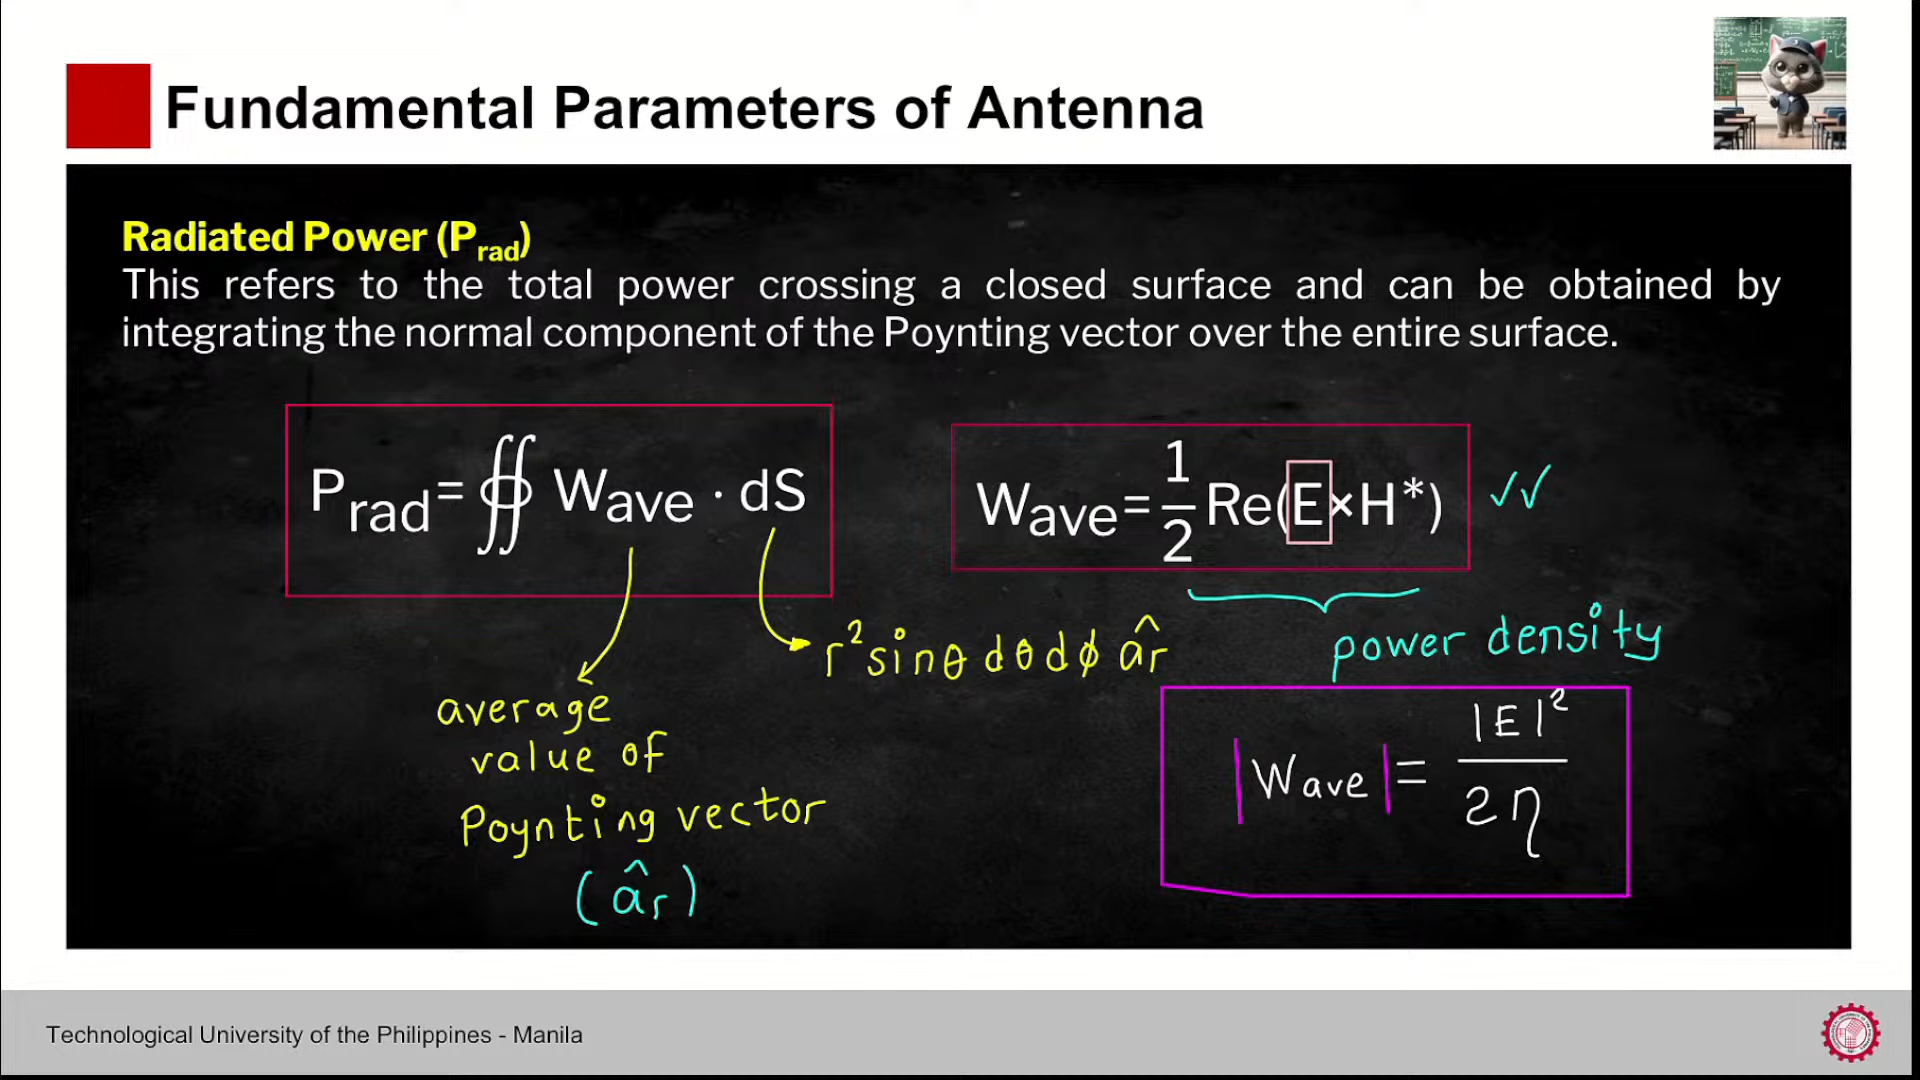 Fundamental Parameters of Antenna
Radiated Power (Prad)
This refers to the total power crossing a closed surface and can be obtained by
integrating the normal component of the Poynting vector over the entire surface.
Prad = ∯ Wave · dS
Wave = 1/2 Re(E×H*) ✓✓
r² sinθ dθ dϕ âr
power density
average
value of
Poynting vector
(âr)
|Wave| = |E|² / 2η
Technological University of the Philippines - Manila